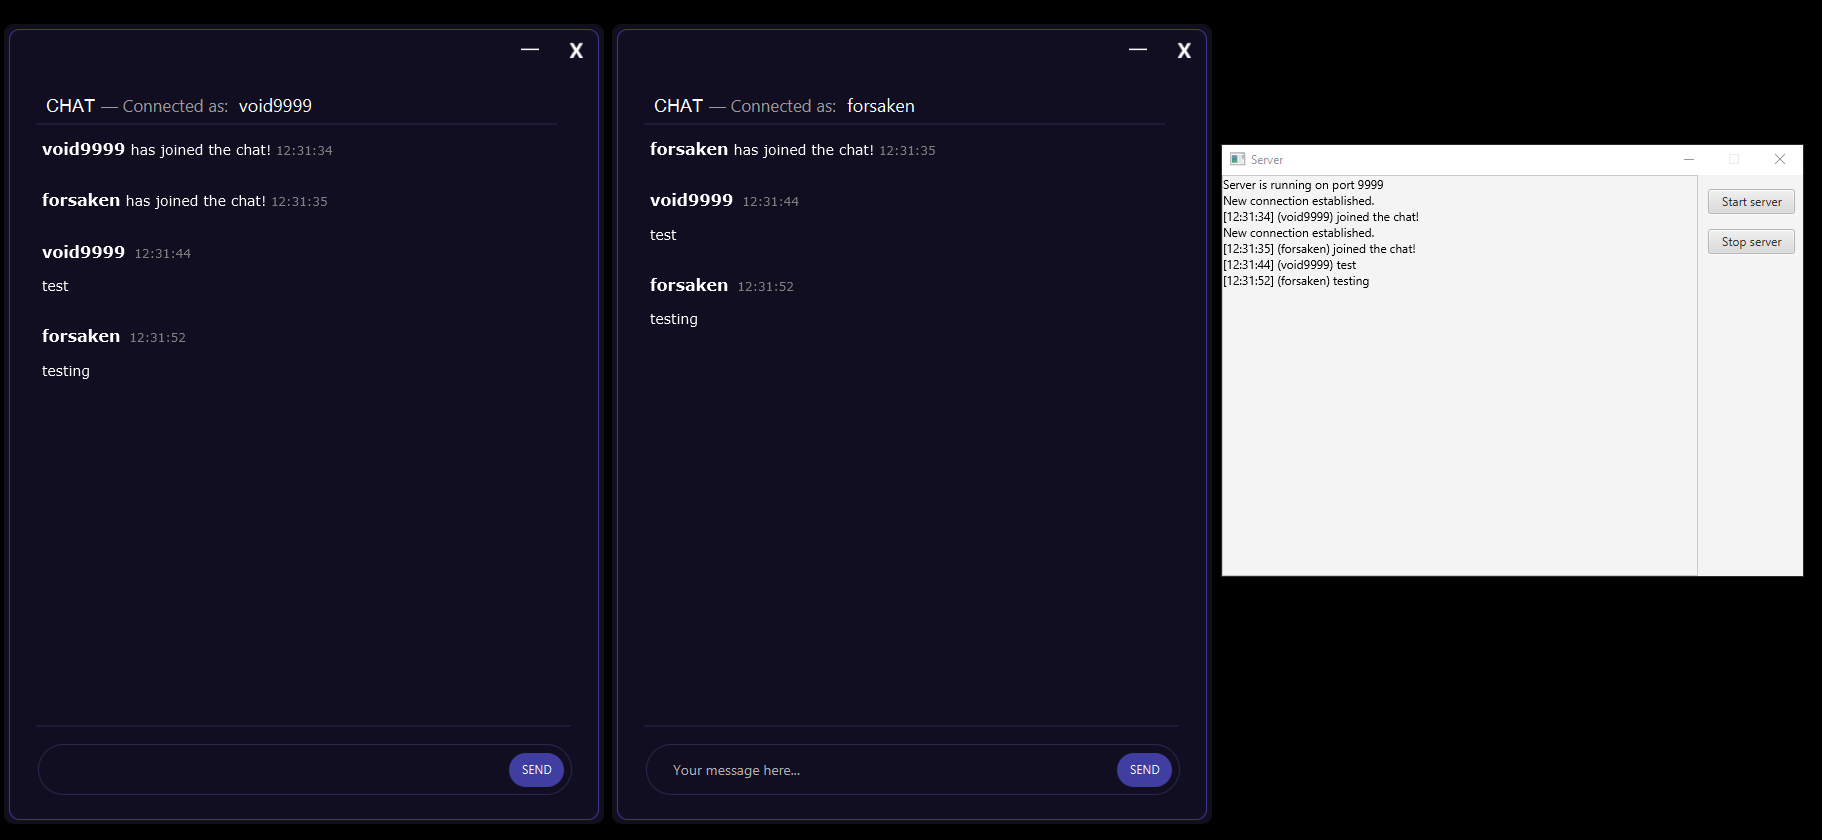 — X
CHAT — Connected as: void9999
void9999 has joined the chat! 12:31:34
forsaken has joined the chat! 12:31:35
void9999 12:31:44
test
forsaken 12:31:52
testing
SEND
— X
CHAT — Connected as: forsaken
forsaken has joined the chat! 12:31:35
void9999 12:31:44
test
forsaken 12:31:52
testing
Your message here...
SEND
Server
Server is running on port 9999
New connection established.
[12:31:34] (void9999) joined the chat!
New connection established.
[12:31:35] (forsaken) joined the chat!
[12:31:44] (void9999) test
[12:31:52] (forsaken) testing
Start server
Stop server